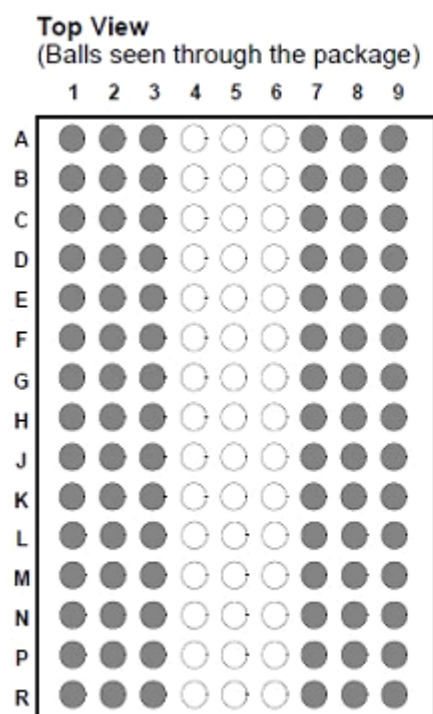 Top View
(Balls seen through the package)
1 2 3 4 5 6 7 8 9
A
B
C
D
E
F
G
H
J
K
L
M
N
P
R